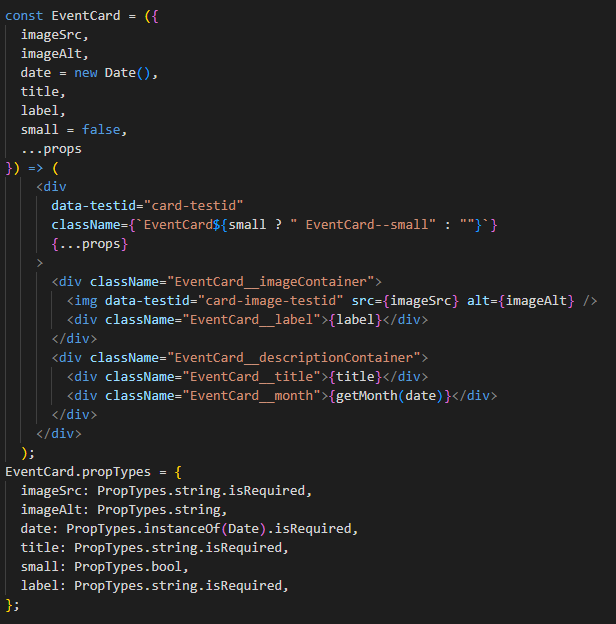 const EventCard = ({
  imageSrc,
  imageAlt,
  date = new Date(),
  title,
  label,
  small = false,
  ...props
}) => (
    <div
      data-testid="card-testid"
      className={`EventCard${small ? " EventCard--small" : ""}`}
      {...props}
    >
      <div className="EventCard__imageContainer">
        <img data-testid="card-image-testid" src={imageSrc} alt={imageAlt} />
        <div className="EventCard__label">{label}</div>
      </div>
      <div className="EventCard__descriptionContainer">
        <div className="EventCard__title">{title}</div>
        <div className="EventCard__month">{getMonth(date)}</div>
      </div>
    </div>
  );
EventCard.propTypes = {
  imageSrc: PropTypes.string.isRequired,
  imageAlt: PropTypes.string,
  date: PropTypes.instanceOf(Date).isRequired,
  title: PropTypes.string.isRequired,
  small: PropTypes.bool,
  label: PropTypes.string.isRequired,
};